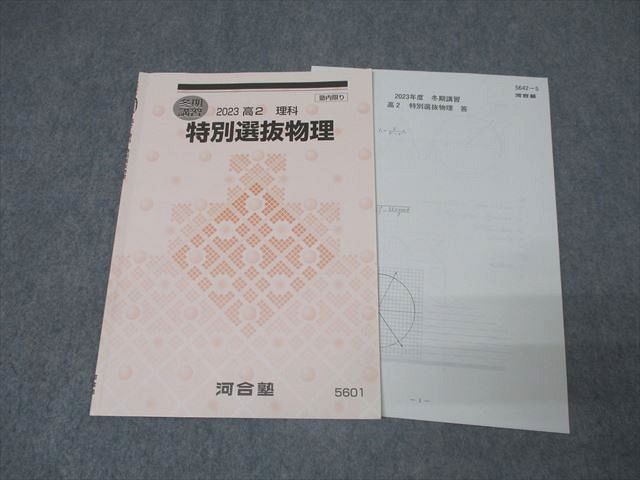 冬期
講習
塾内限り
2023 高2 理科
特別選抜物理
河合塾
5601
5642-5
河合塾
2023年度 冬期講習
高2 特別選抜物理 答
- 1 -